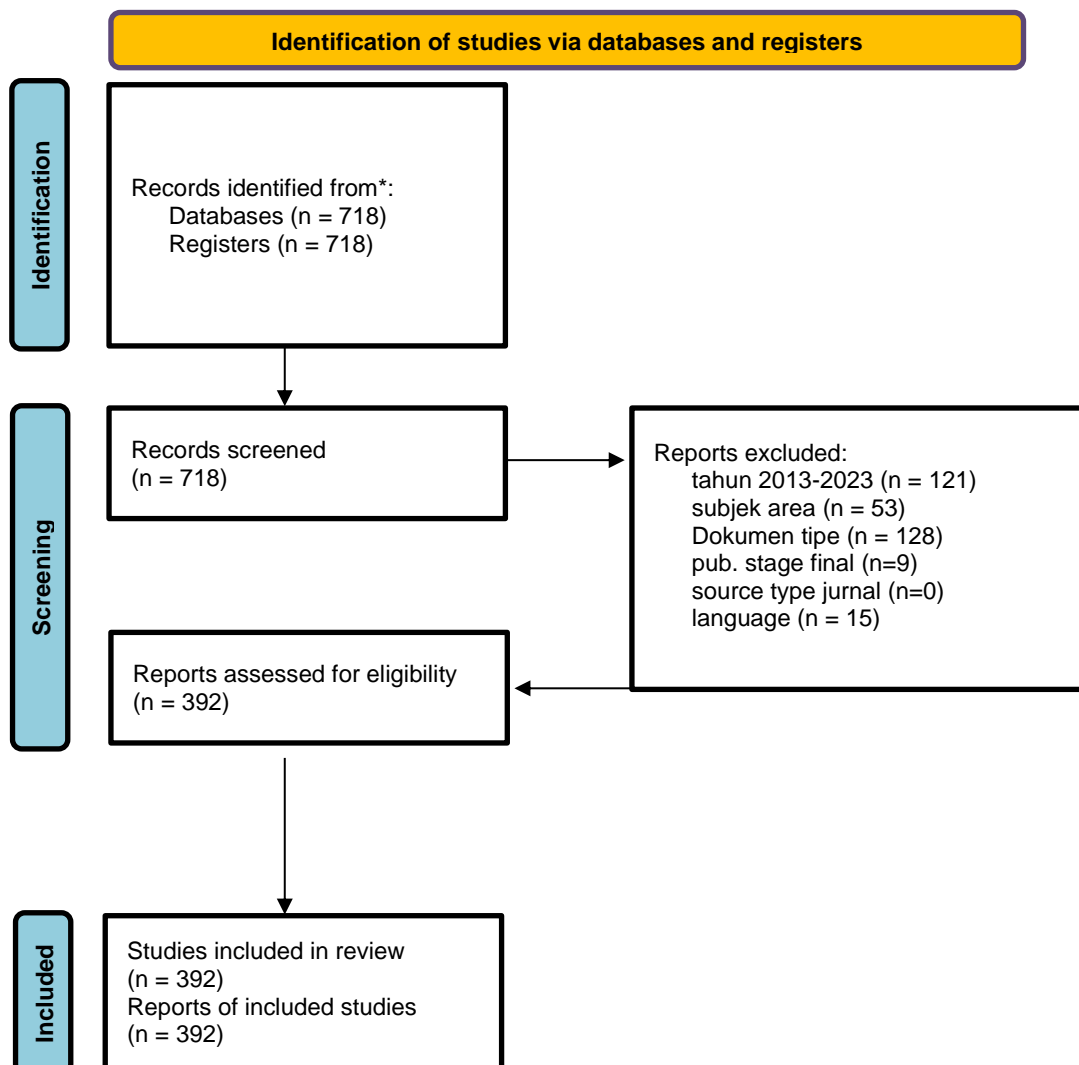 Identification of studies via databases and registers
Identification
Records identified from*:
Databases (n = 718)
Registers (n = 718)
Screening
Records screened
(n = 718)
Reports excluded:
tahun 2013-2023 (n = 121)
subjek area (n = 53)
Dokumen tipe (n = 128)
pub. stage final (n=9)
source type jurnal (n=0)
language (n = 15)
Reports assessed for eligibility
(n = 392)
Included
Studies included in review
(n = 392)
Reports of included studies
(n = 392)